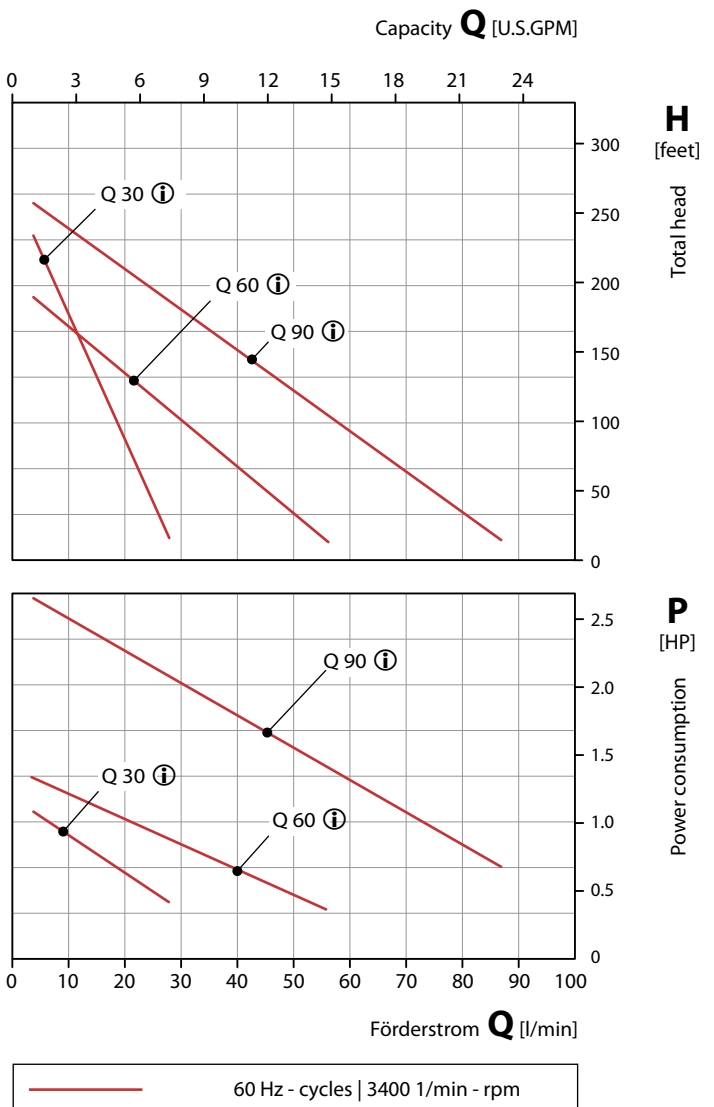 Capacity Q [U.S.GPM]
0 3 6 9 12 15 18 21 24
H
[feet]
Total head
300
250
200
150
100
50
0
Q 30 i
Q 60 i
Q 90 i
P
[HP]
Power consumption
2.5
2.0
1.5
1.0
0.5
0
Q 90 i
Q 30 i
Q 60 i
0 10 20 30 40 50 60 70 80 90 100
Förderstrom Q [l/min]
60 Hz - cycles | 3400 1/min - rpm